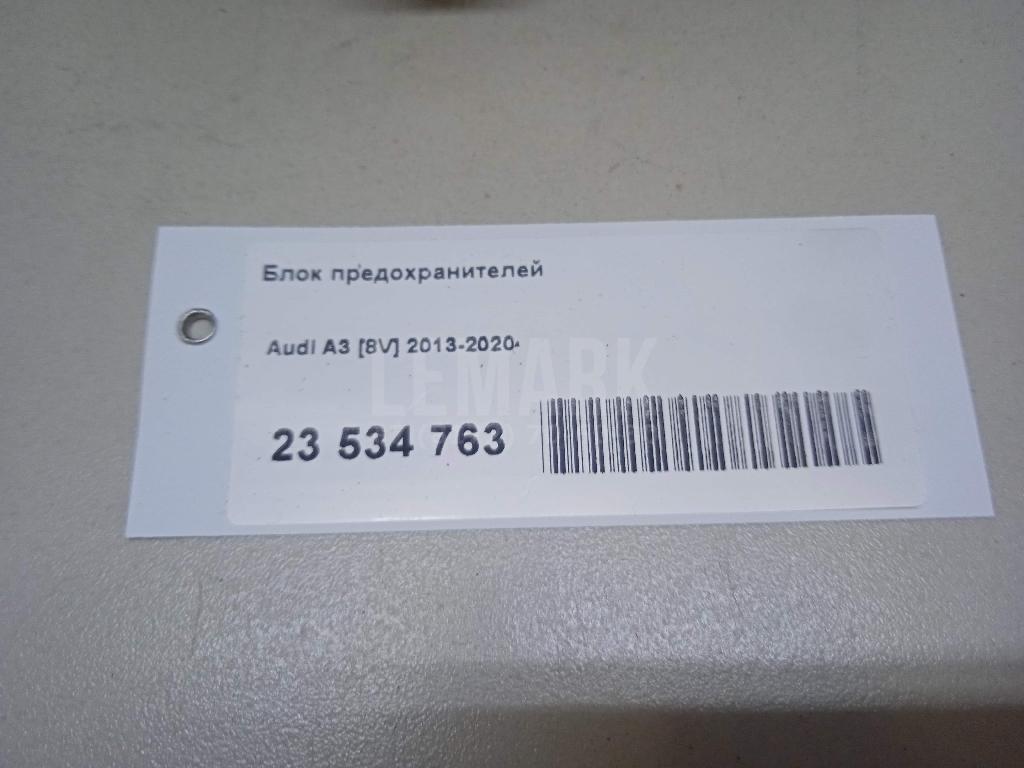 Блок предохранителей
Audi A3 [8V] 2013-2020
LEMARK
23 534 763